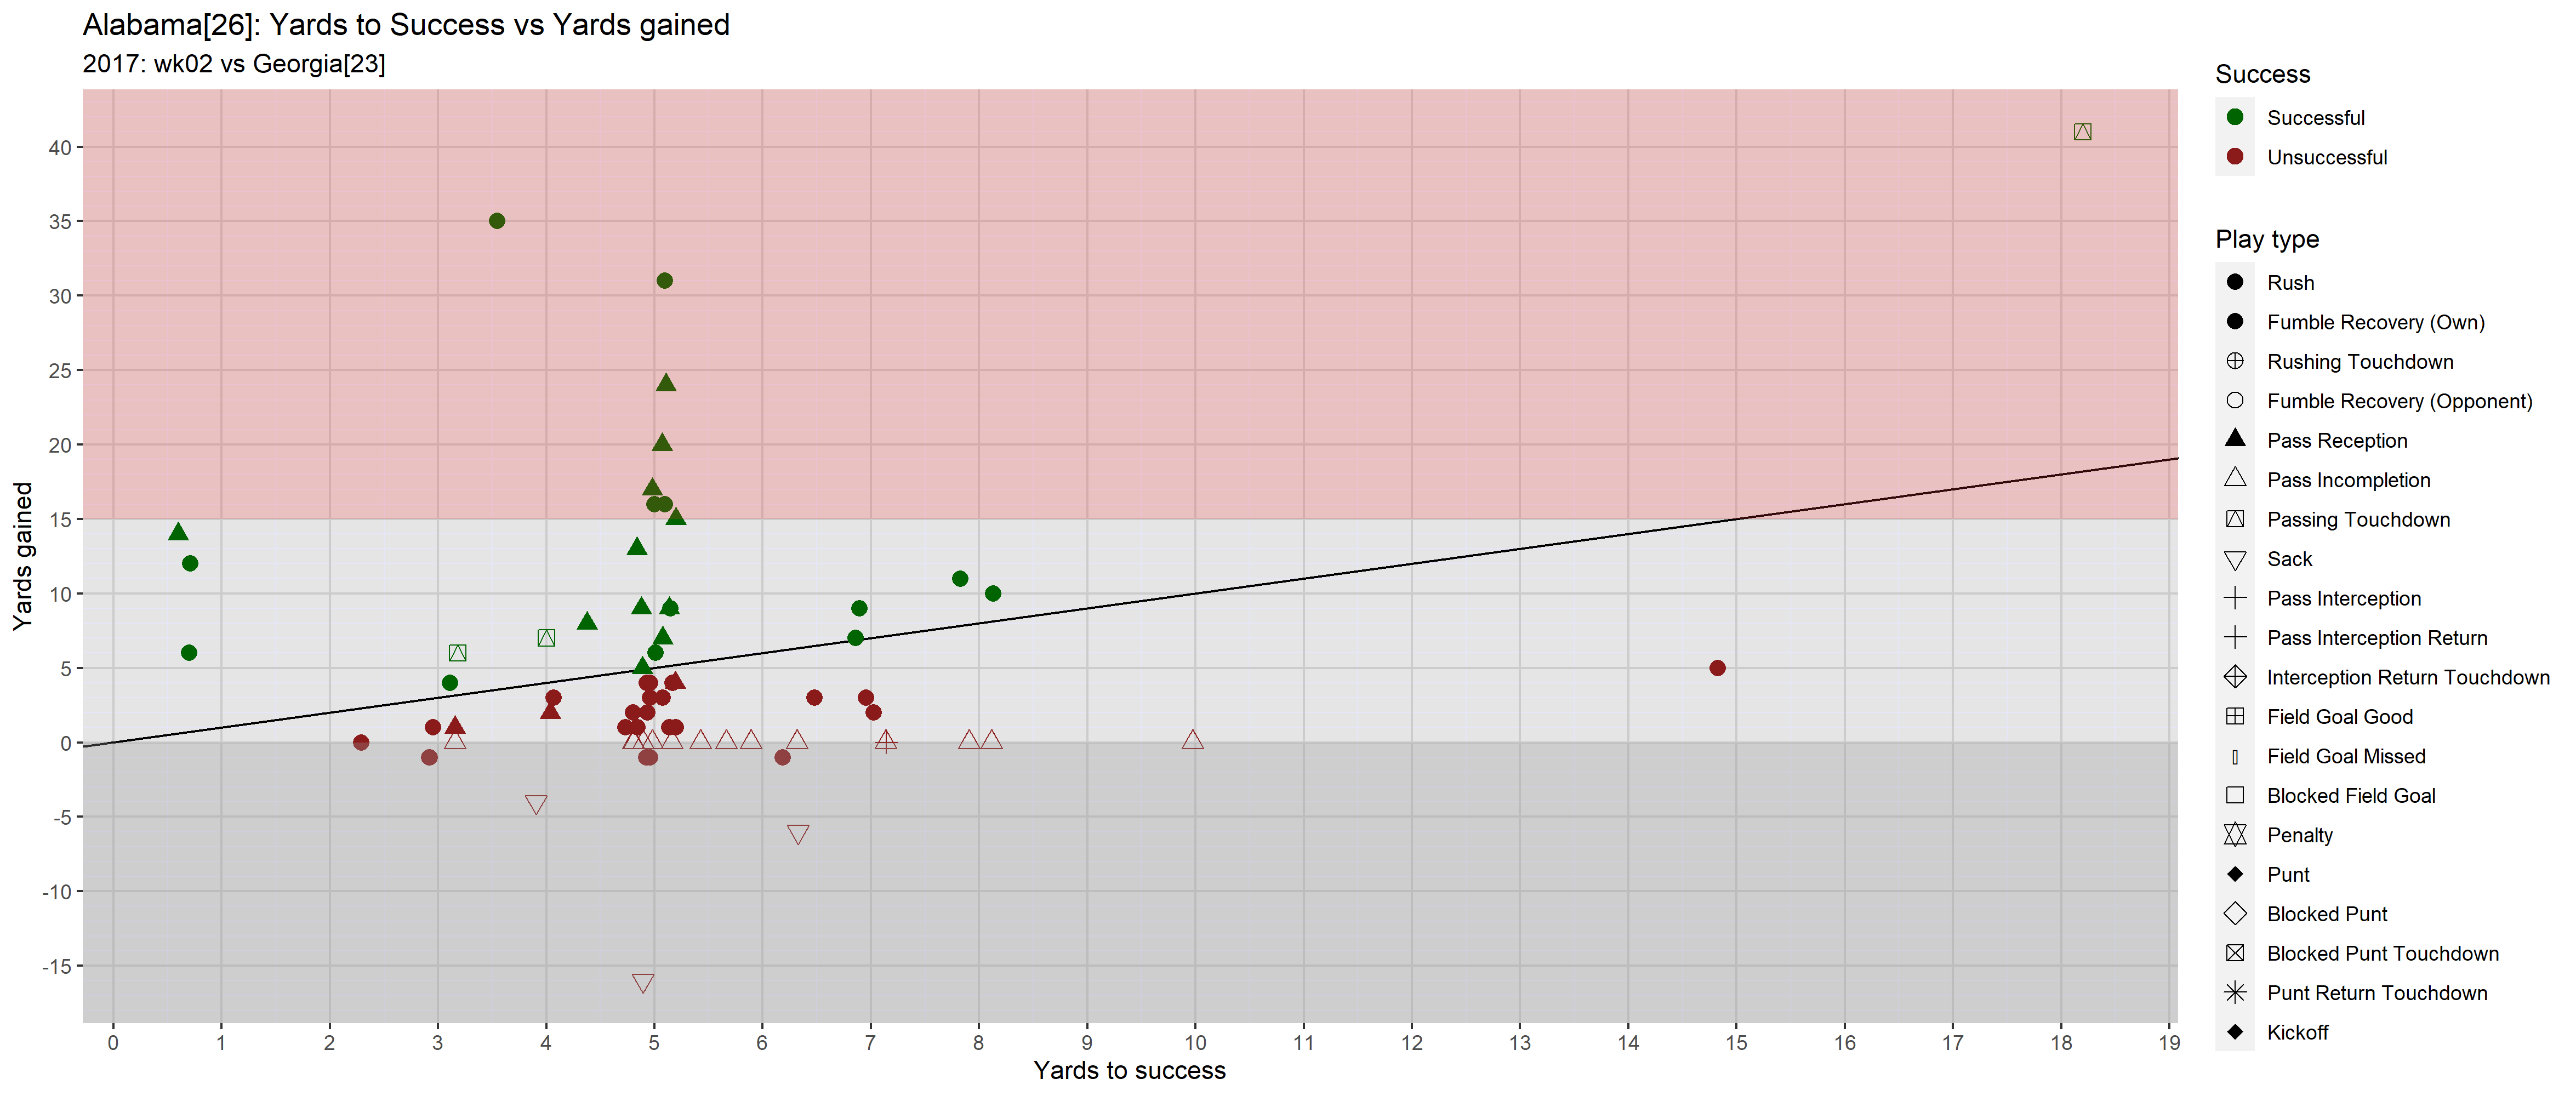 Alabama[26]: Yards to Success vs Yards gained
2017: wk02 vs Georgia[23]
Yards gained
40
35
30
25
20
15
10
5
0
-5
-10
-15
0 1 2 3 4 5 6 7 8 9 10 11 12 13 14 15 16 17 18 19
Yards to success
Success
Successful
Unsuccessful
Play type
Rush
Fumble Recovery (Own)
Rushing Touchdown
Fumble Recovery (Opponent)
Pass Reception
Pass Incompletion
Passing Touchdown
Sack
Pass Interception
Pass Interception Return
Interception Return Touchdown
Field Goal Good
Field Goal Missed
Blocked Field Goal
Penalty
Punt
Blocked Punt
Blocked Punt Touchdown
Punt Return Touchdown
Kickoff